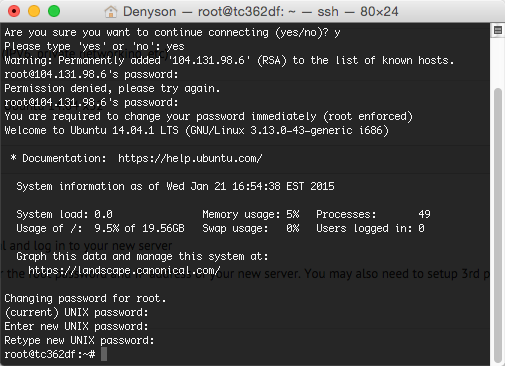 Denyson — root@tc362df: ~ — ssh — 80×24
Are you sure you want to continue connecting (yes/no)? y
Please type 'yes' or 'no': yes
Warning: Permanently added '104.131.98.6' (RSA) to the list of known hosts.
root@104.131.98.6's password:
Permission denied, please try again.
root@104.131.98.6's password:
You are required to change your password immediately (root enforced)
Welcome to Ubuntu 14.04.1 LTS (GNU/Linux 3.13.0-43-generic i686)
* Documentation:  https://help.ubuntu.com/
System information as of Wed Jan 21 16:54:38 EST 2015
System load: 0.0 Memory usage: 5% Processes: 49
Usage of /: 9.5% of 19.56GB Swap usage: 0% Users logged in: 0
Graph this data and manage this system at:
l and log in to your new server
https://landscape.canonical.com/
your new server. You may also need to setup 3rd p
Changing password for root.
(current) UNIX password:
Enter new UNIX password:
Retype new UNIX password:
root@tc362df:~#